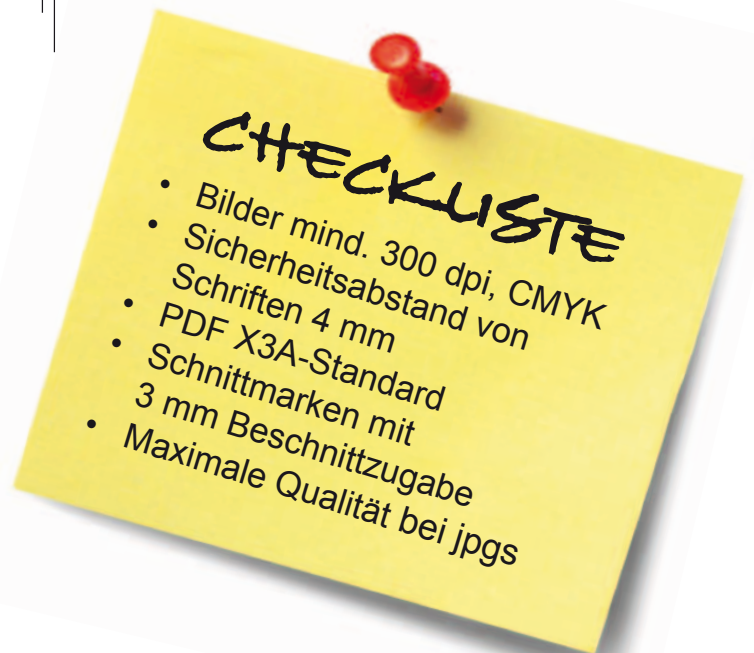 CHECKLISTE
• Bilder mind. 300 dpi, CMYK
• Sicherheitsabstand von
Schriften 4 mm
• PDF X3A-Standard
• Schnittmarken mit
3 mm Beschnittzugabe
• Maximale Qualität bei jpgs